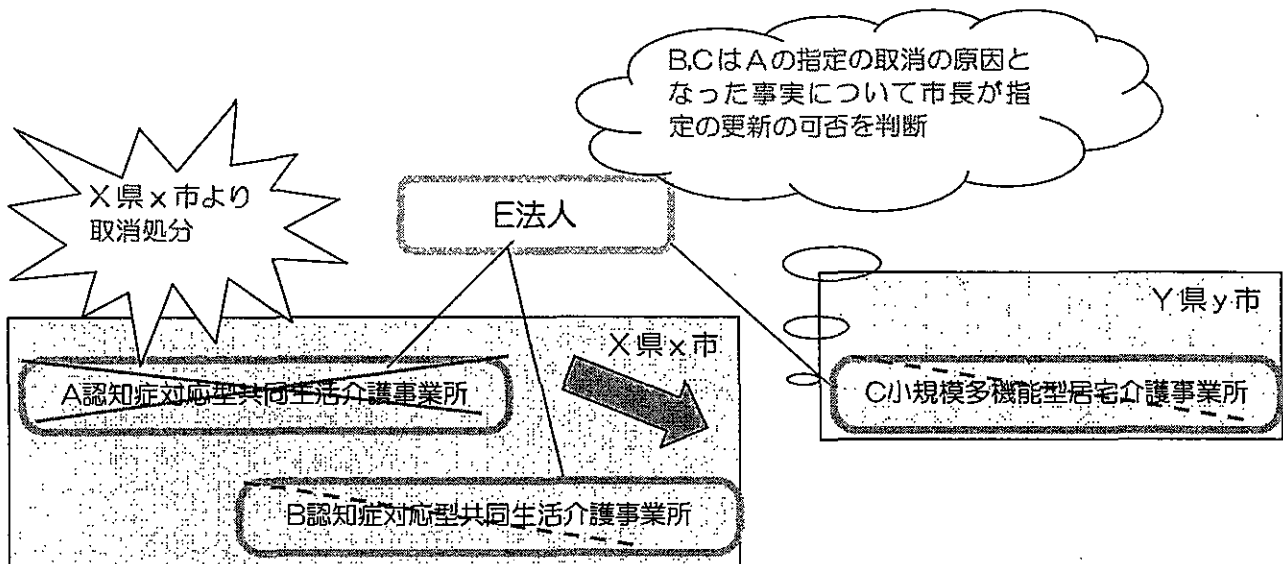 B,CはAの指定の取消の原因と
なった事実について市長が指
定の更新の可否を判断
X県x市より
取消処分
E法人
Y県y市
X県x市
A認知症対応型共同生活介護事業所
C小規模多機能型居宅介護事業所
B認知症対応型共同生活介護事業所